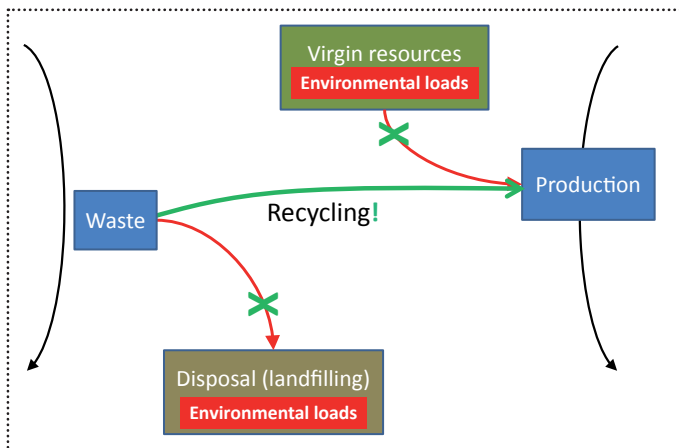 Virgin resources
Environmental loads
Production
Waste
Recycling!
Disposal (landfilling)
Environmental loads